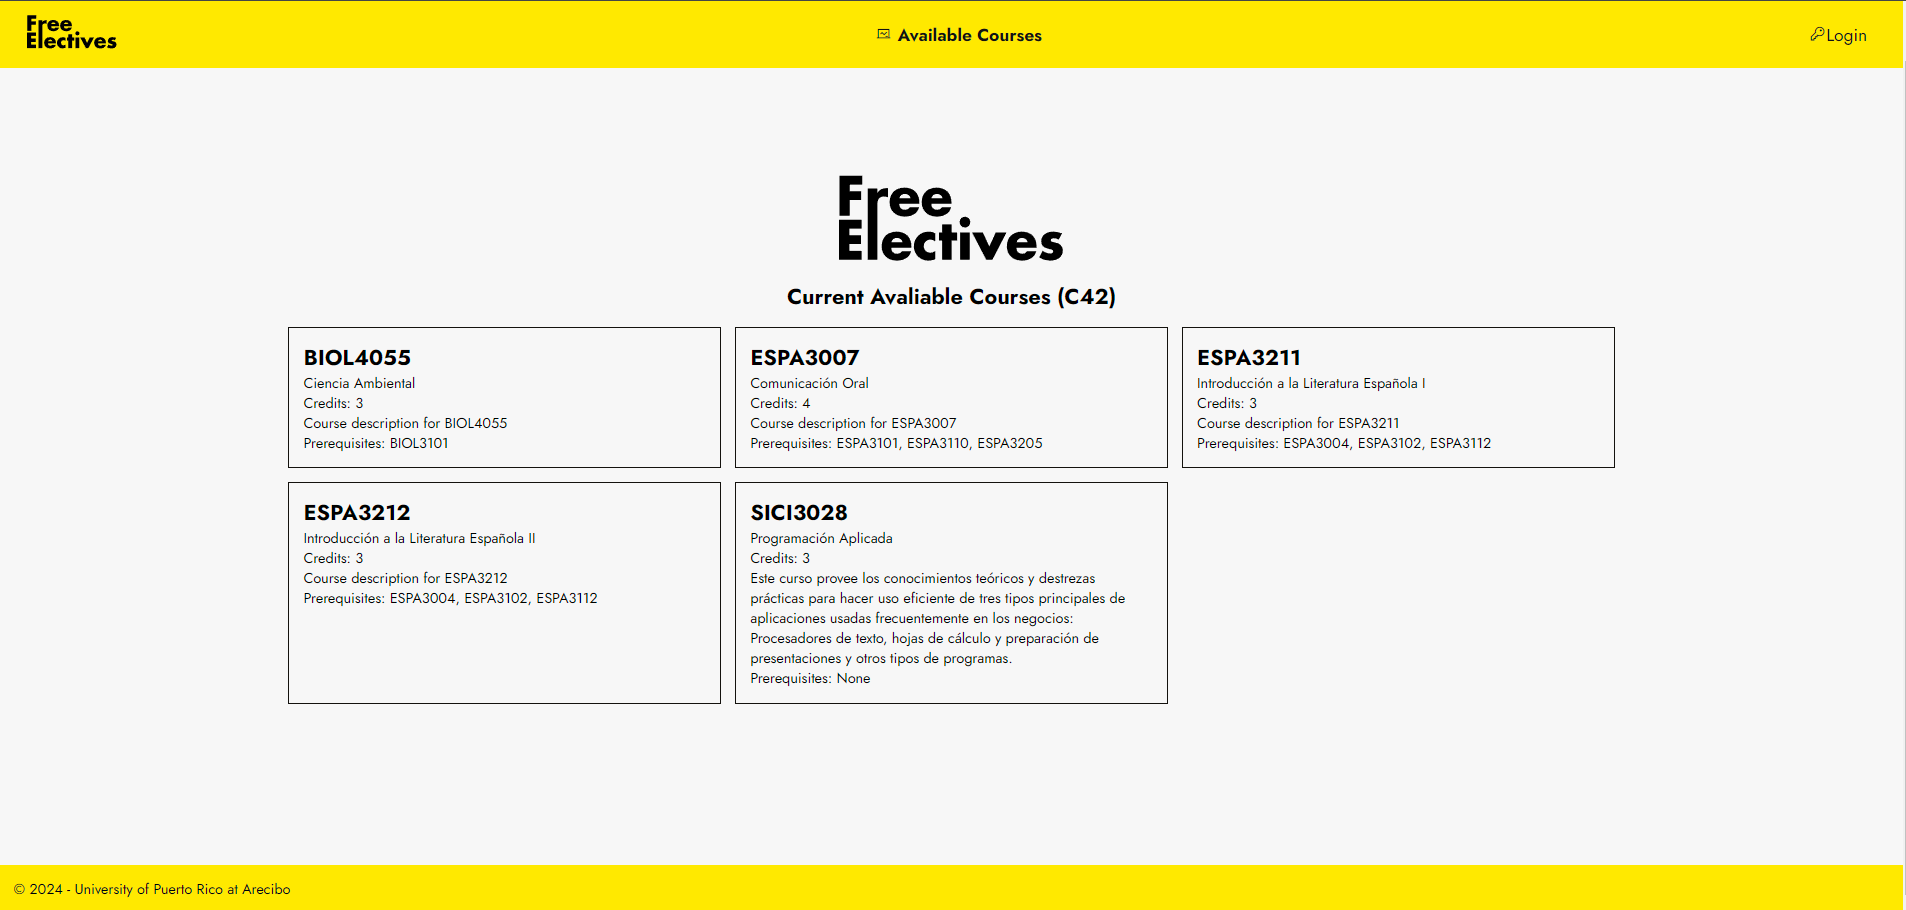 Free
Electives
Available Courses
Login
Free
Electives
Current Avaliable Courses (C42)
BIOL4055
Ciencia Ambiental
Credits: 3
Course description for BIOL4055
Prerequisites: BIOL3101
ESPA3007
Comunicación Oral
Credits: 4
Course description for ESPA3007
Prerequisites: ESPA3101, ESPA3110, ESPA3205
ESPA3211
Introducción a la Literatura Española I
Credits: 3
Course description for ESPA3211
Prerequisites: ESPA3004, ESPA3102, ESPA3112
ESPA3212
Introducción a la Literatura Española II
Credits: 3
Course description for ESPA3212
Prerequisites: ESPA3004, ESPA3102, ESPA3112
SICI3028
Programación Aplicada
Credits: 3
Este curso provee los conocimientos teóricos y destrezas
prácticas para hacer uso eficiente de tres tipos principales de
aplicaciones usadas frecuentemente en los negocios:
Procesadores de texto, hojas de cálculo y preparación de
presentaciones y otros tipos de programas.
Prerequisites: None
© 2024 - University of Puerto Rico at Arecibo